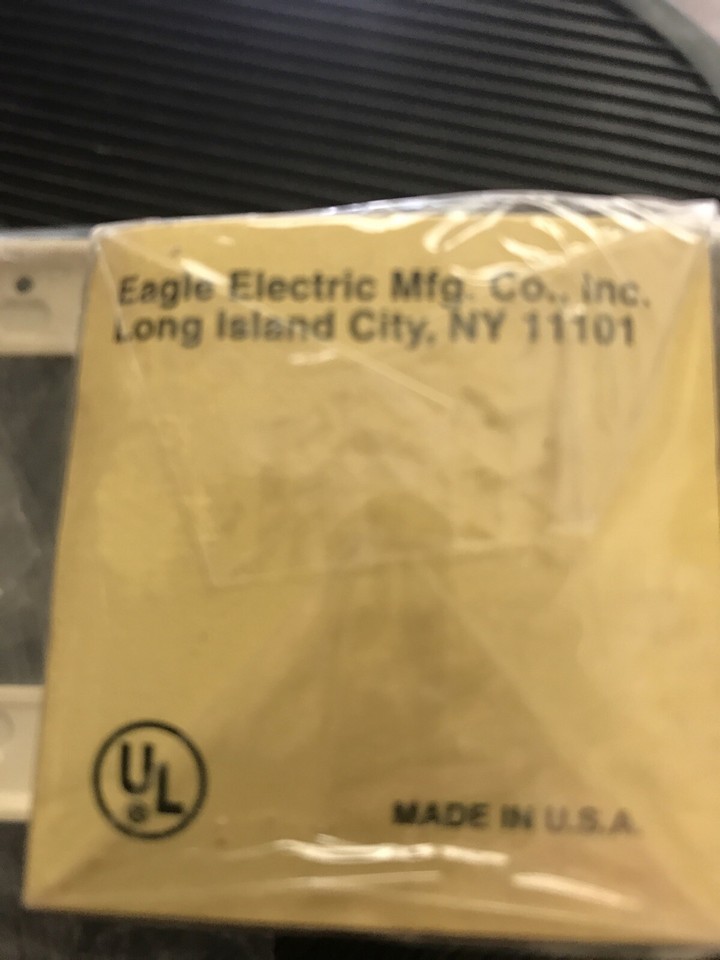 Eagle Electric Mfg. Co., Inc.
Long Island City, NY 11101
UL
®
MADE IN U.S.A.